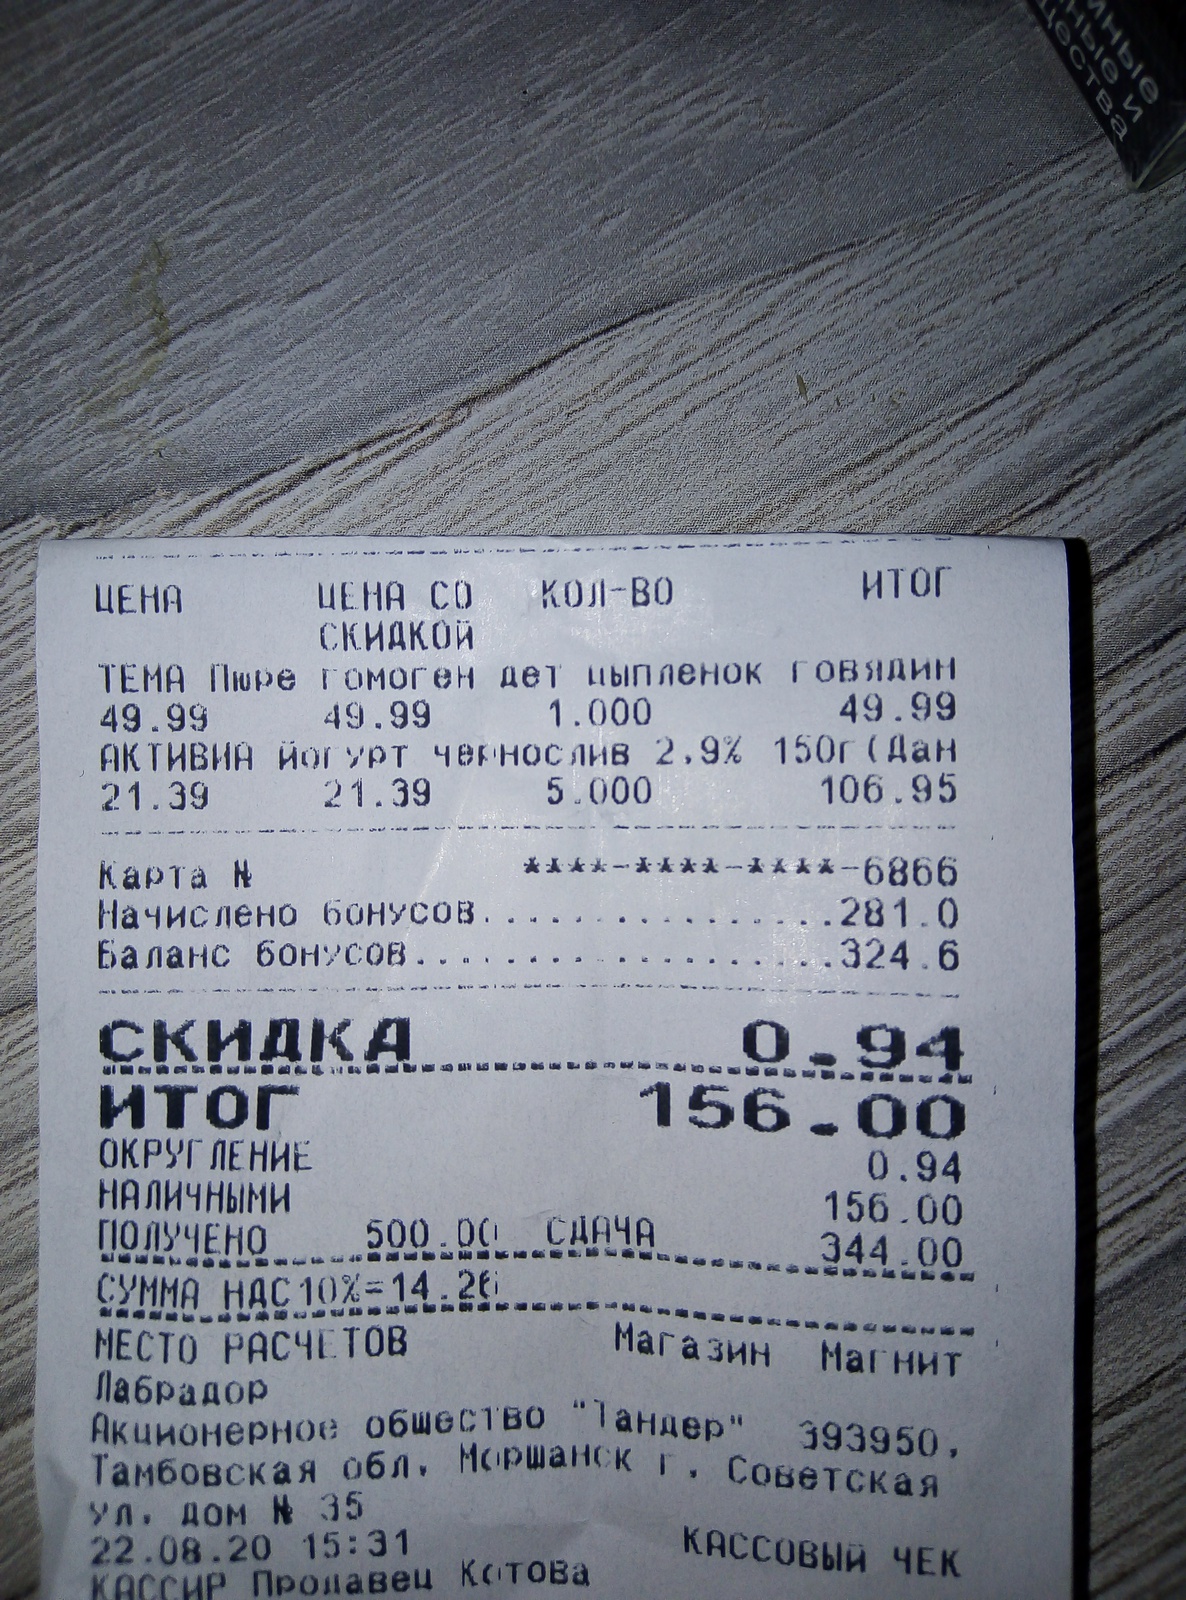 ЦЕНА ЦЕНА СО КОЛ-ВО ИТОГ
СКИДКОЙ
ТЕМА Пюре гомоген дет цыпленок говядин
49.99 49.99 1.000 49.99
АКТИВИА йогурт чернослив 2.9% 150г(Дан
21.39 21.39 5.000 106.95
Карта № ****-****-****-6866
Начислено бонусов................281.0
Баланс бонусов...................324.6
СКИДКА 0.94
ИТОГ 156.00
ОКРУГЛЕНИЕ 0.94
НАЛИЧНЫМИ 156.00
ПОЛУЧЕНО 500.00 СДАЧА 344.00
СУММА НДС10%=14.26
МЕСТО РАСЧЕТОВ Магазин Магнит
Лабрадор
Акционерное общество "Тандер" 393950,
Тамбовская обл. Моршанск г. Советская
ул. дом № 35
22.08.20 15:31 КАССОВЫЙ ЧЕК
КАССИР Продавец Котова